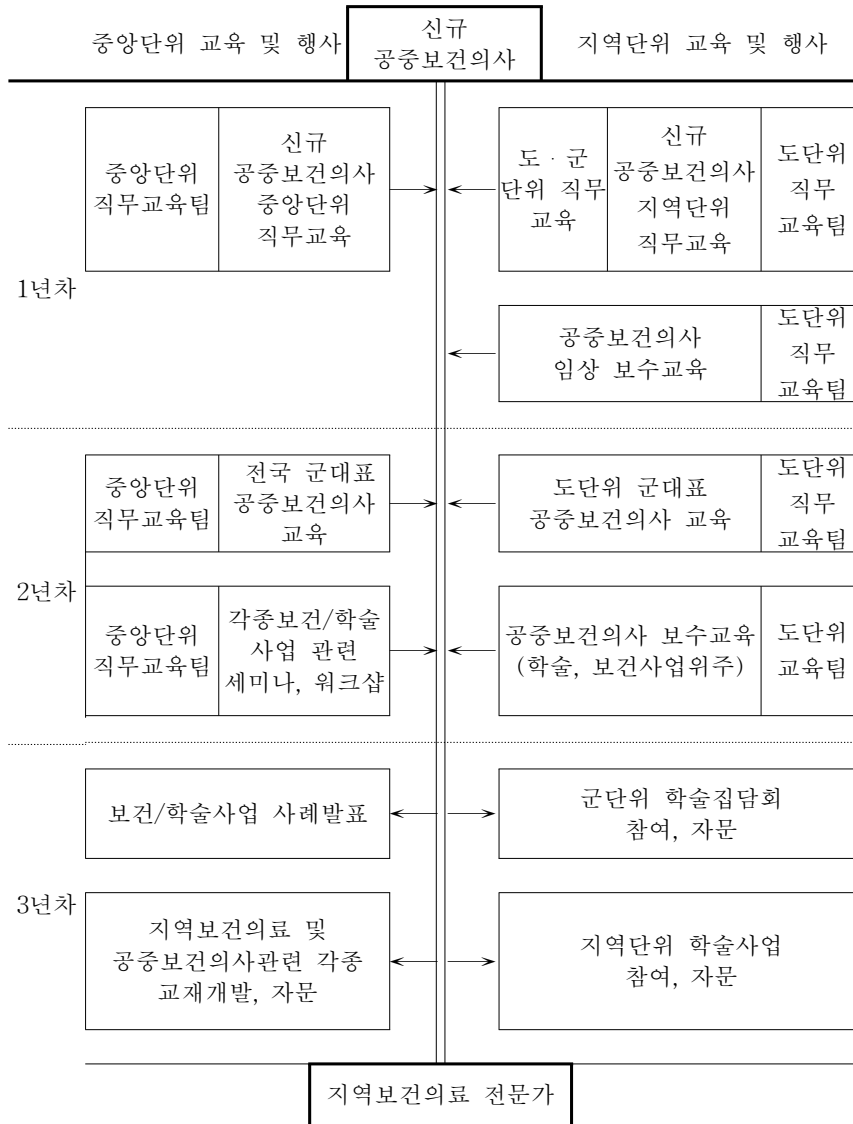 중앙단위 교육 및 행사
신규
공중보건의사
지역단위 교육 및 행사
1년차
중앙단위
직무교육팀
신규
공중보건의사
중앙단위
직무교육
도 · 군
단위 직무
교육
신규
공중보건의사
지역단위
직무교육
도단위
직무
교육팀
공중보건의사
임상 보수교육
도단위
직무
교육팀
2년차
중앙단위
직무교육팀
전국 군대표
공중보건의사
교육
도단위 군대표
공중보건의사 교육
도단위
직무
교육팀
중앙단위
직무교육팀
각종보건/학술
사업 관련
세미나, 워크샵
공중보건의사 보수교육
(학술, 보건사업위주)
도단위
교육팀
3년차
보건/학술사업 사례발표
군단위 학술집담회
참여, 자문
지역보건의료 및
공중보건의사관련 각종
교재개발, 자문
지역단위 학술사업
참여, 자문
지역보건의료 전문가